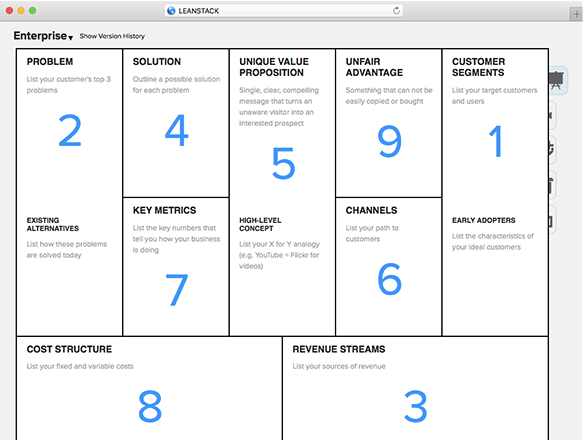 LEANSTACK
Enterprise
Show Version History
PROBLEM
List your customer's top 3
problems
2
EXISTING
ALTERNATIVES
List how these problems
are solved today
SOLUTION
Outline a possible solution
for each problem
4
KEY METRICS
List the key numbers that
tell you how your business
is doing
7
UNIQUE VALUE
PROPOSITION
Single, clear, compelling
message that turns an
unaware visitor into an
interested prospect
5
HIGH-LEVEL
CONCEPT
List your X for Y analogy
(e.g. YouTube = Flickr for
videos)
UNFAIR
ADVANTAGE
Something that can not be
easily copied or bought
9
CHANNELS
List your path to
customers
6
CUSTOMER
SEGMENTS
List your target customers
and users
1
EARLY ADOPTERS
List the characteristics of
your ideal customers
COST STRUCTURE
List your fixed and variable costs
8
REVENUE STREAMS
List your sources of revenue
3